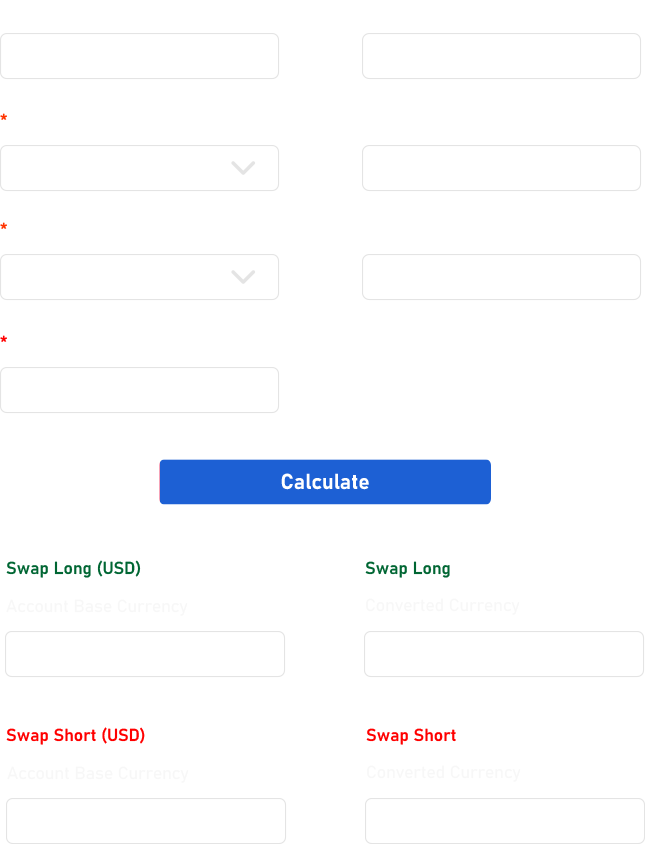 *
*
*
Calculate
Swap Long (USD)
Swap Long
Account Base Currency
Converted Currency
Swap Short (USD)
Swap Short
Account Base Currency
Converted Currency